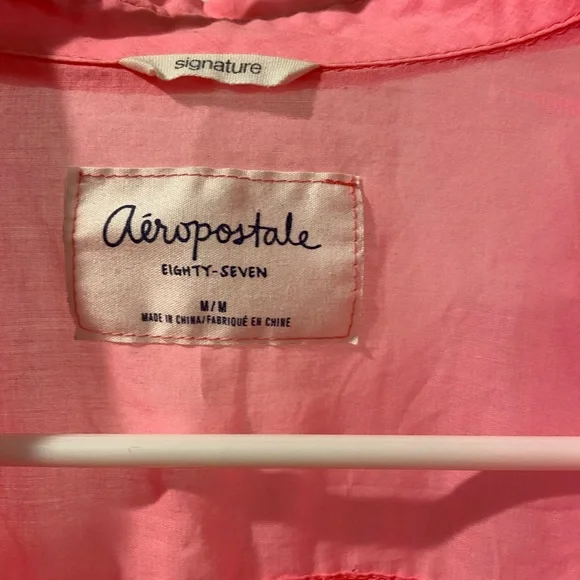 signature
Aéropostale
EIGHTY-SEVEN
M/M
MADE IN CHINA/FABRIQUÉ EN CHINE